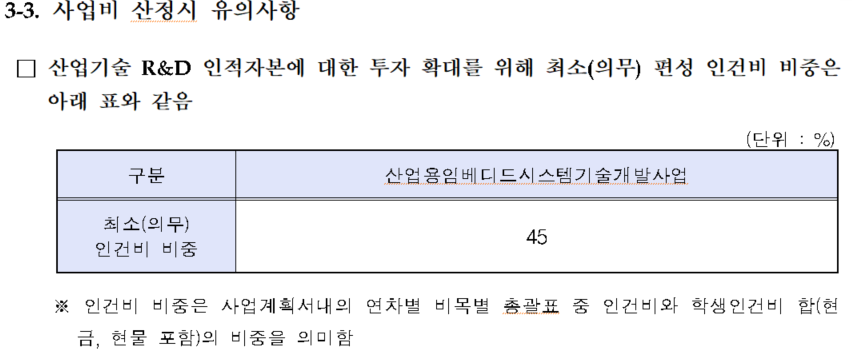 3-3. 사업비 산정시 유의사항
□ 산업기술 R&D 인적자본에 대한 투자 확대를 위해 최소(의무) 편성 인건비 비중은
아래 표와 같음
(단위 : %)
구분 산업용임베디드시스템기술개발사업
최소(의무)
인건비 비중
45
※ 인건비 비중은 사업계획서내의 연차별 비목별 총괄표 중 인건비와 학생인건비 합(현
금, 현물 포함)의 비중을 의미함